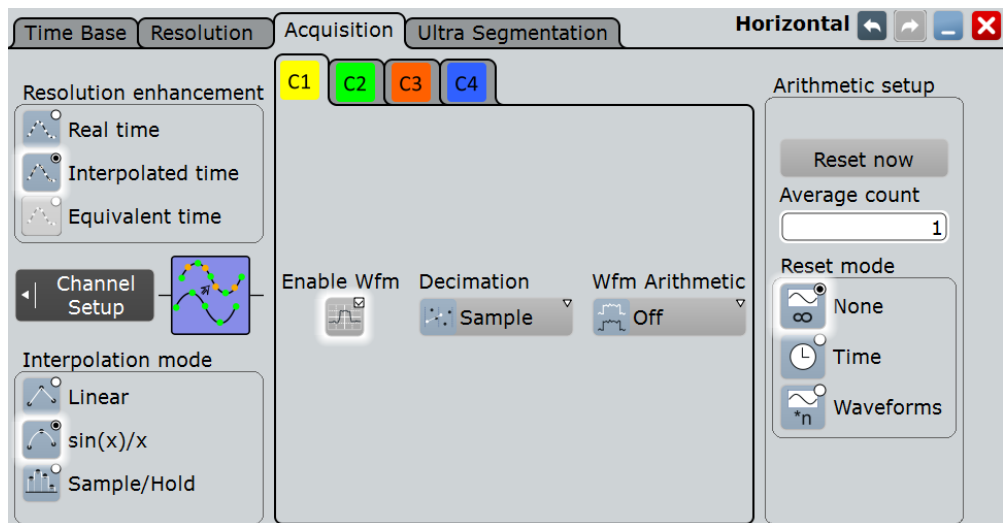 Time Base
Resolution
Acquisition
Ultra Segmentation
Horizontal
Resolution enhancement
Real time
Interpolated time
Equivalent time
Channel
Setup
Interpolation mode
Linear
sin(x)/x
Sample/Hold
C1
C2
C3
C4
Enable Wfm
Decimation
Sample
Wfm Arithmetic
Off
Arithmetic setup
Reset now
Average count
1
Reset mode
∞
None
Time
*n
Waveforms